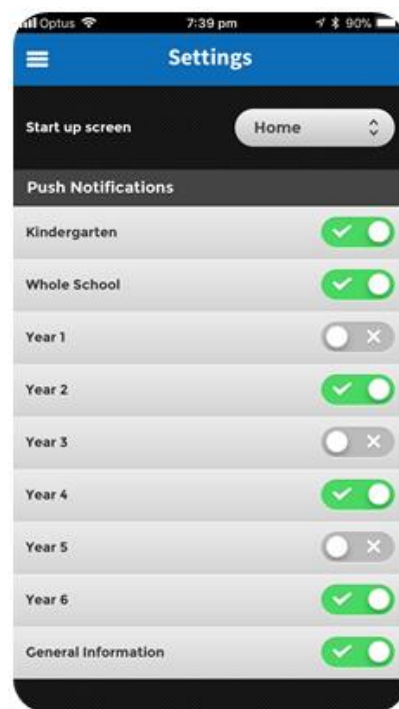 Optus 7:39 pm 90%
Settings
Start up screen Home
Push Notifications
Kindergarten
Whole School
Year 1
Year 2
Year 3
Year 4
Year 5
Year 6
General Information